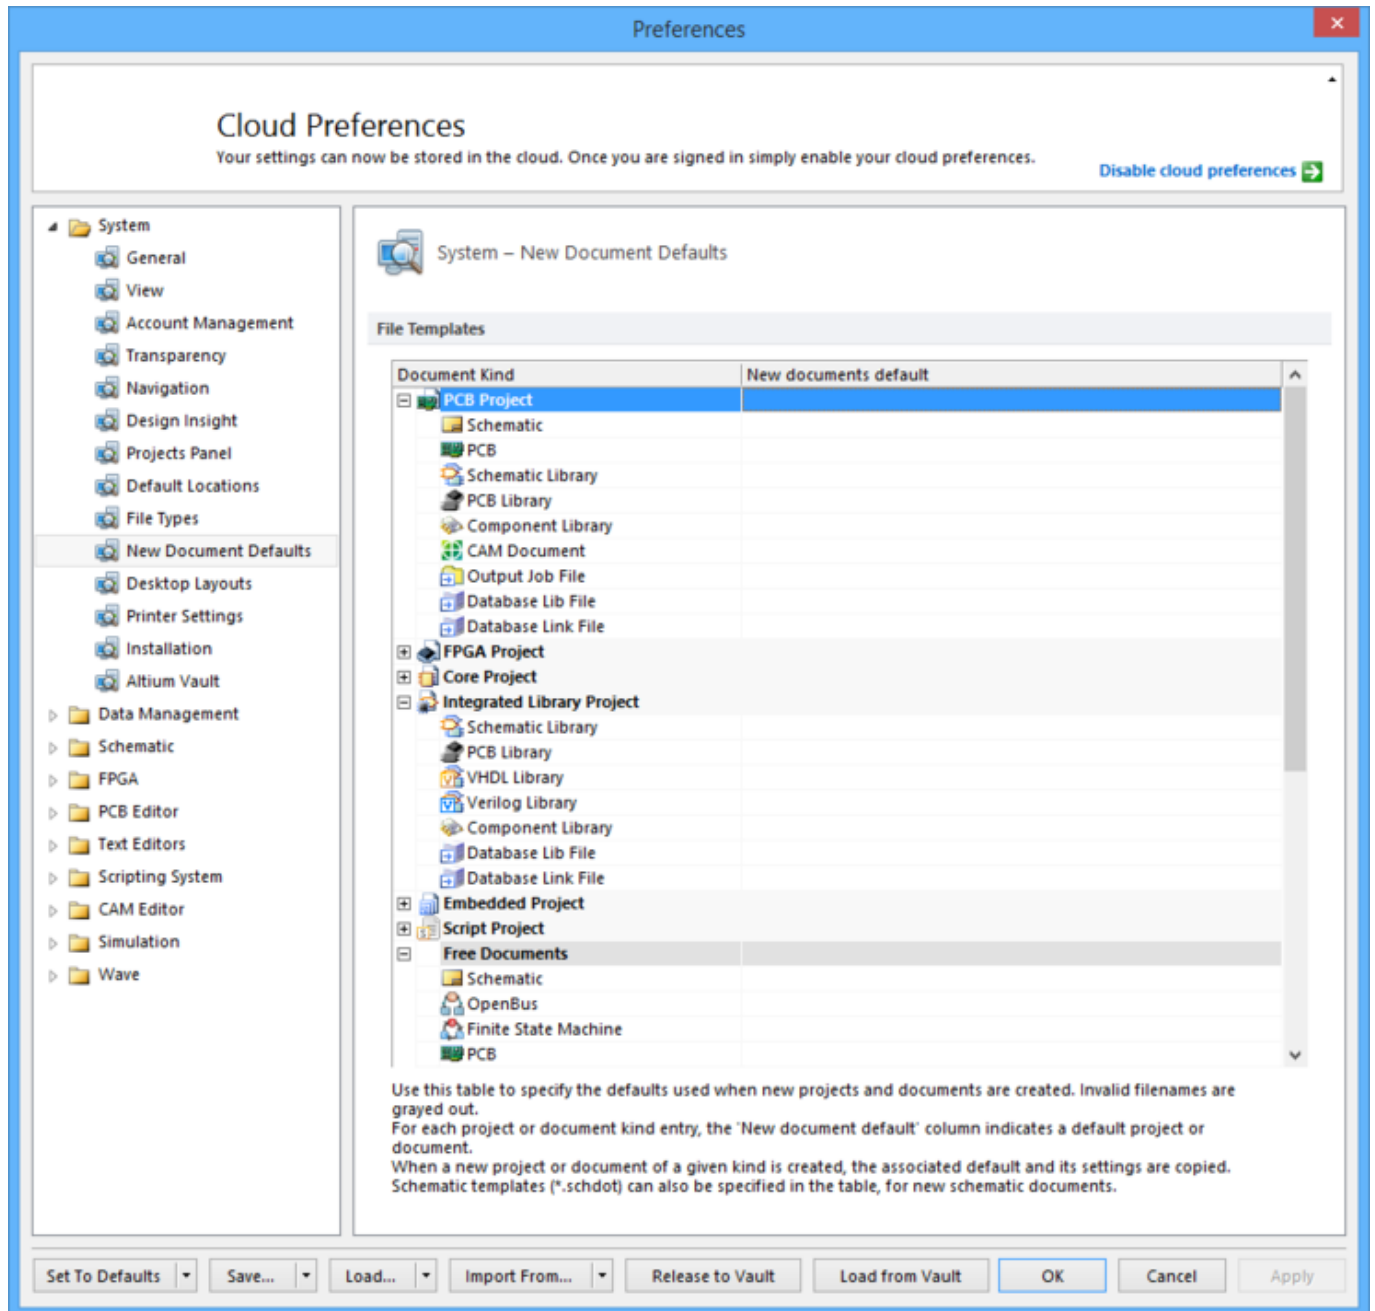 Preferences
Cloud Preferences
Your settings can now be stored in the cloud. Once you are signed in simply enable your cloud preferences.
Disable cloud preferences
System
General
View
Account Management
Transparency
Navigation
Design Insight
Projects Panel
Default Locations
File Types
New Document Defaults
Desktop Layouts
Printer Settings
Installation
Altium Vault
Data Management
Schematic
FPGA
PCB Editor
Text Editors
Scripting System
CAM Editor
Simulation
Wave
System – New Document Defaults
File Templates
Document Kind New documents default
PCB Project
Schematic
PCB
Schematic Library
PCB Library
Component Library
CAM Document
Output Job File
Database Lib File
Database Link File
FPGA Project
Core Project
Integrated Library Project
Schematic Library
PCB Library
VHDL Library
Verilog Library
Component Library
Database Lib File
Database Link File
Embedded Project
Script Project
Free Documents
Schematic
OpenBus
Finite State Machine
PCB
Use this table to specify the defaults used when new projects and documents are created. Invalid filenames are
grayed out.
For each project or document kind entry, the 'New document default' column indicates a default project or
document.
When a new project or document of a given kind is created, the associated default and its settings are copied.
Schematic templates (*.schdot) can also be specified in the table, for new schematic documents.
Set To Defaults Save... Load... Import From... Release to Vault Load from Vault OK Cancel Apply